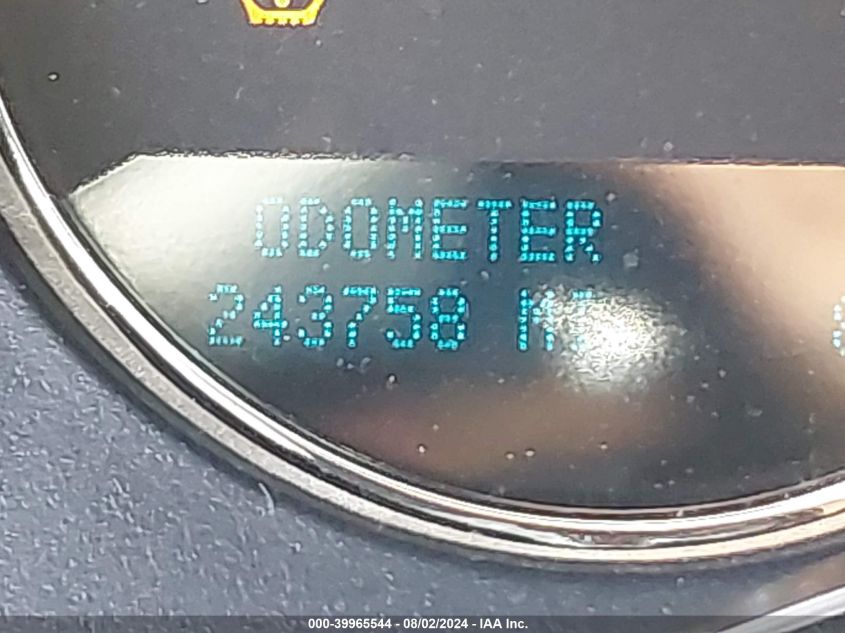 ODOMETER
243758
000-39965544 - 08/02/2024 - IAA Inc.